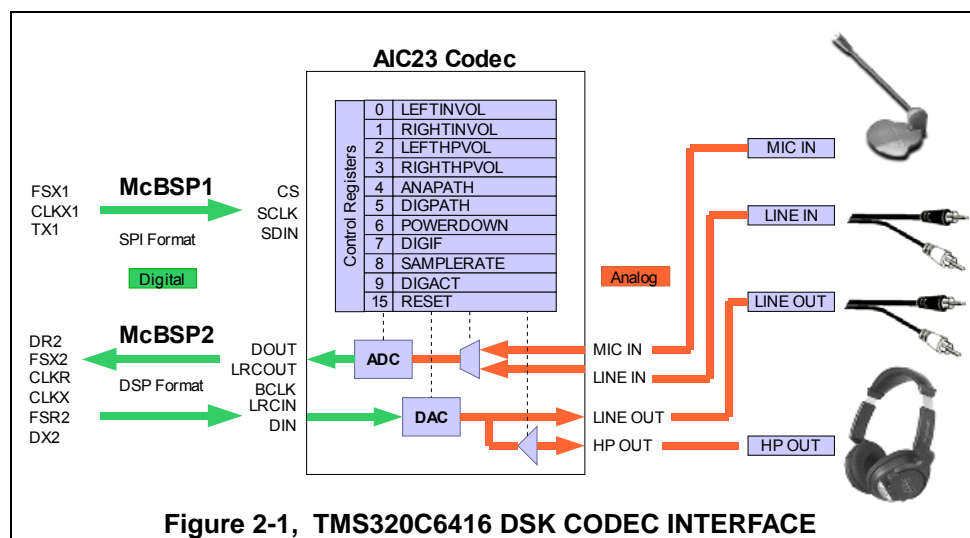 AIC23 Codec
Control Registers
0 LEFTINVOL
1 RIGHTINVOL
2 LEFTHPVOL
3 RIGHTHPVOL
4 ANAPATH
5 DIGPATH
6 POWERDOWN
7 DIGIF
8 SAMPLERATE
9 DIGACT
15 RESET
McBSP1
FSX1
CLKX1
TX1
SPI Format
CS
SCLK
SDIN
Digital
Analog
McBSP2
DR2
FSX2
CLKR
CLKX
FSR2
DX2
DSP Format
DOUT
LRCOUT
BCLK
LRCIN
DIN
ADC
DAC
MIC IN
LINE IN
LINE OUT
HP OUT
MIC IN
LINE IN
LINE OUT
HP OUT
Figure 2-1, TMS320C6416 DSK CODEC INTERFACE